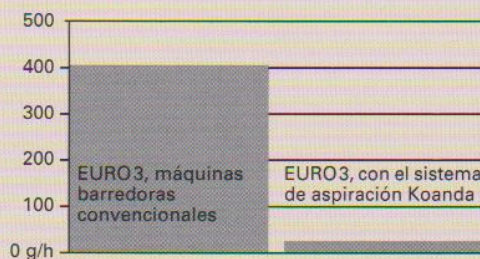 500
400
300
200
100
0 g/h
EURO3, máquinas
barredoras
convencionales
EURO3, con el sistema
de aspiración Koanda